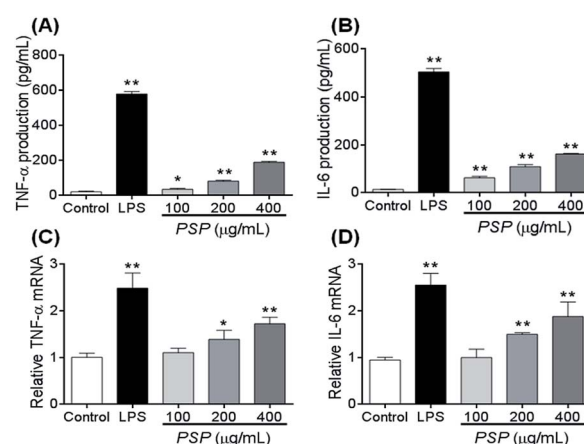 (A)
TNF-α production (pg/mL)
800
600
400
200
0
**
*
**
**
Control LPS 100 200 400
PSP (μg/mL)
(B)
IL-6 production (pg/mL)
600
400
200
0
**
**
**
**
Control LPS 100 200 400
PSP (μg/mL)
(C)
Relative TNF-α mRNA
3
2
1
0
**
*
**
Control LPS 100 200 400
PSP (μg/mL)
(D)
Relative IL-6 mRNA
3
2
1
0
**
**
**
Control LPS 100 200 400
PSP (μg/mL)